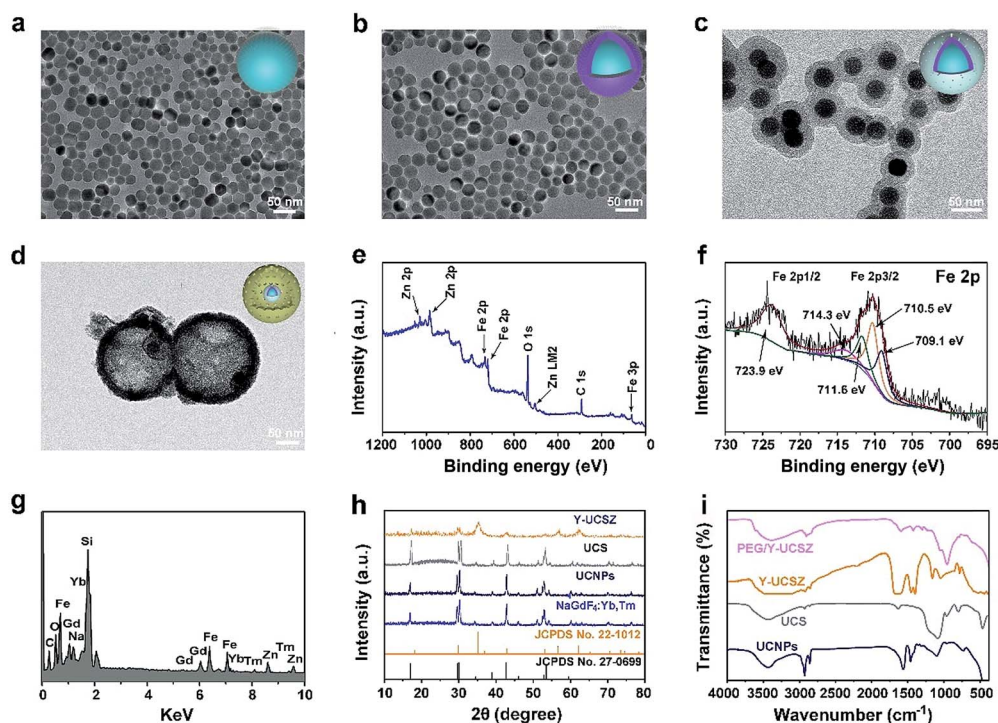 a
50 nm
b
50 nm
c
50 nm
d
50 nm
e
Intensity (a.u.)
Zn 2p
Zn 2p
Fe 2p
Fe 2p
O 1s
Zn LM2
C 1s
Fe 3p
1200 1000 800 600 400 200 0
Binding energy (eV)
f
Intensity (a.u.)
Fe 2p1/2 Fe 2p3/2 Fe 2p
714.3 eV
710.5 eV
709.1 eV
723.9 eV
711.6 eV
730 725 720 715 710 705 700 695
Binding energy (eV)
g
Intensity (a.u.)
C
O
Fe
Gd
Na
Yb
Si
Gd
Gd
Fe
Fe
Yb
Tm
Zn
Tm
Zn
0 2 4 6 8 10
KeV
h
Intensity (a.u.)
Y-UCSZ
UCS
UCNPs
NaGdF4:Yb,Tm
JCPDS No. 22-1012
JCPDS No. 27-0699
10 20 30 40 50 60 70 80
2θ (degree)
i
Transmittance (%)
PEG/Y-UCSZ
Y-UCSZ
UCS
UCNPs
4000 3500 3000 2500 2000 1500 1000 500
Wavenumber (cm-1)